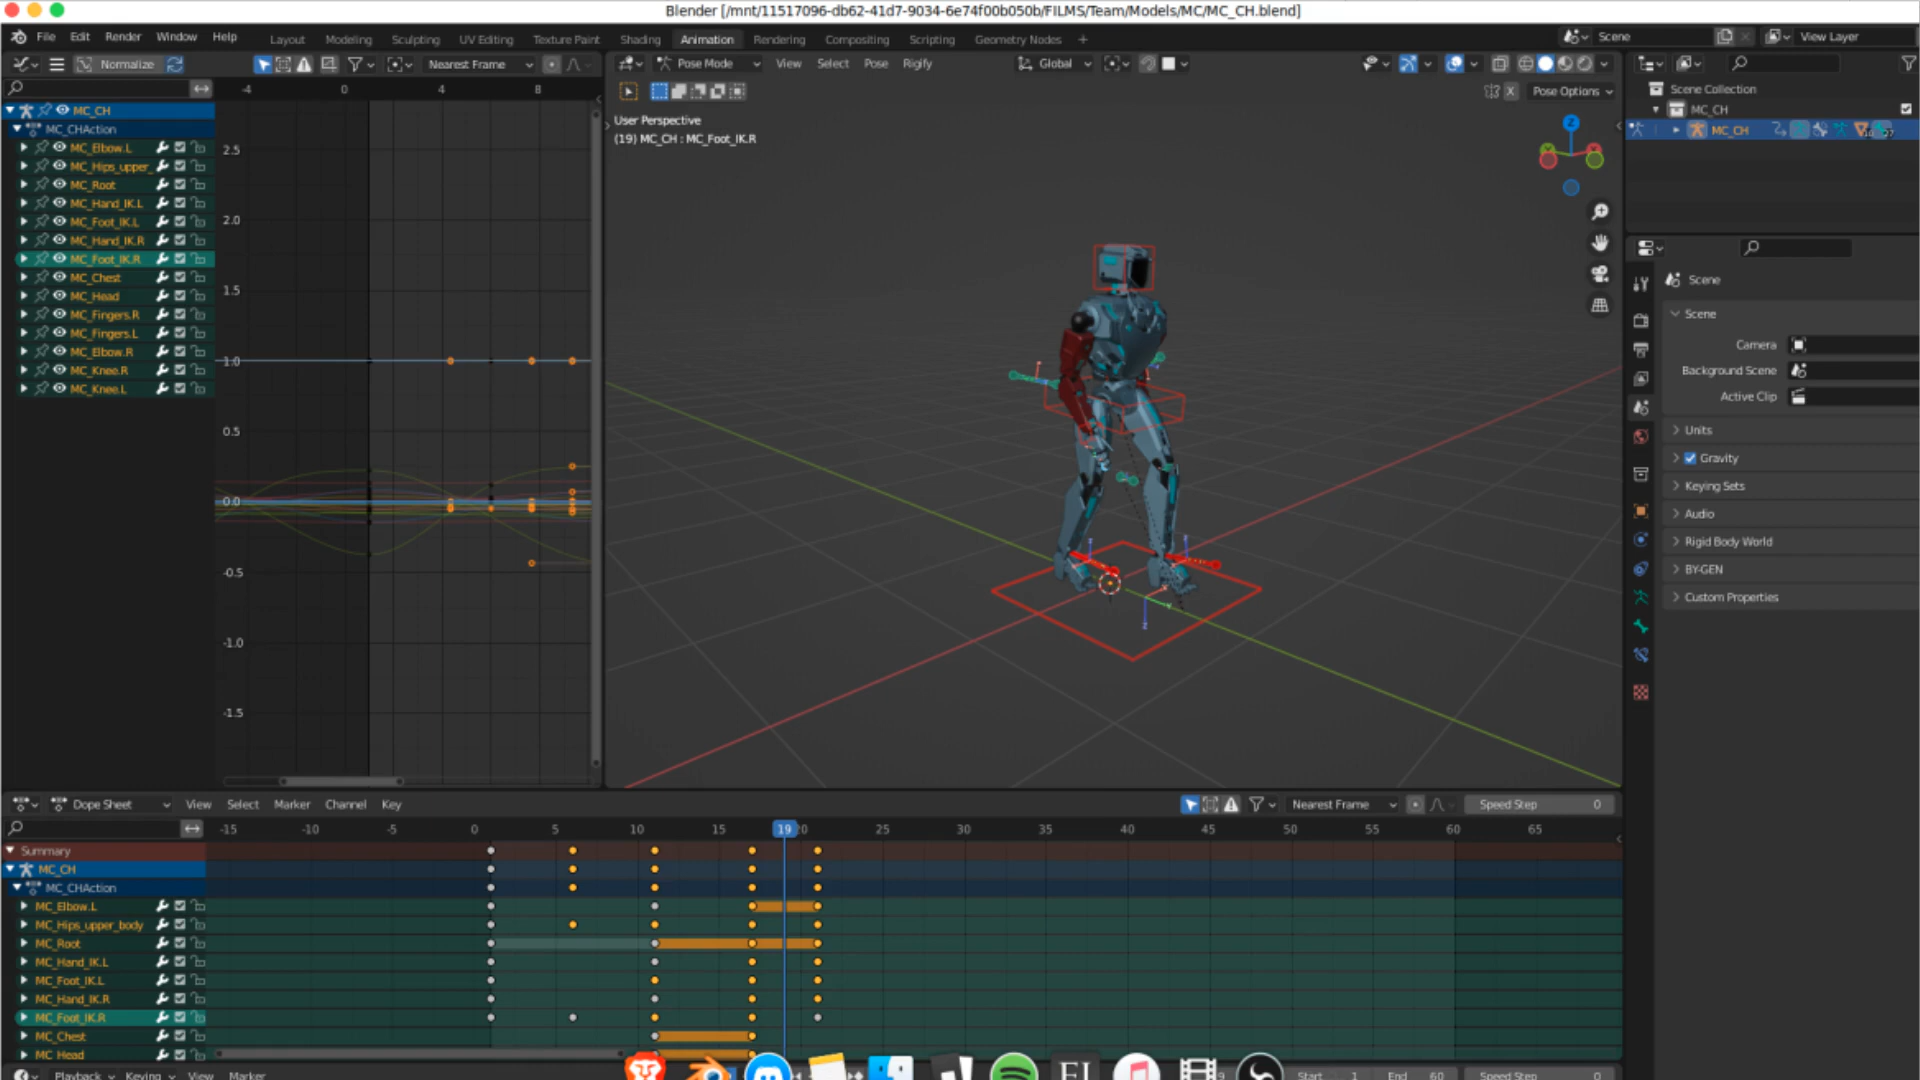 Blender [/mnt/11517096-db62-41d7-9034-6e74f00b050b/FILMS/Team/Models/MC/MC_CH.blend]
File Edit Render Window Help Layout Modeling Sculpting UV Editing Texture Paint Shading Animation Rendering Compositing Scripting Geometry Nodes + Scene View Layer
Normalize Nearest Frame Pose Mode View Select Pose Rigify Global
-4 0 4 8 X Pose Options
Scene Collection
MC_CH
MC_CH
MC_CH
MC_CHAction
MC_Elbow.L
MC_Hips_upper_
MC_Root
MC_Hand_IK.L
MC_Foot_IK.L
MC_Hand_IK.R
MC_Foot_IK.R
MC_Chest
MC_Head
MC_Fingers.R
MC_Fingers.L
MC_Elbow.R
MC_Knee.R
MC_Knee.L
2.5
2.0
1.5
1.0
0.5
0.0
-0.5
-1.0
-1.5
User Perspective
(19) MC_CH : MC_Foot_IK.R
Z
Scene
Scene
Camera
Background Scene
Active Clip
Units
Gravity
Keying Sets
Audio
Rigid Body World
BY-GEN
Custom Properties
Dope Sheet View Select Marker Channel Key Nearest Frame Speed Step 0
-15 -10 -5 0 5 10 15 19 25 30 35 40 45 50 55 60 65
Summary
MC_CH
MC_CHAction
MC_Elbow.L
MC_Hips_upper_body
MC_Root
MC_Hand_IK.L
MC_Foot_IK.L
MC_Hand_IK.R
MC_Foot_IK.R
MC_Chest
MC_Head
Playback Keying View Marker Start 1 End 60 Speed Step 0